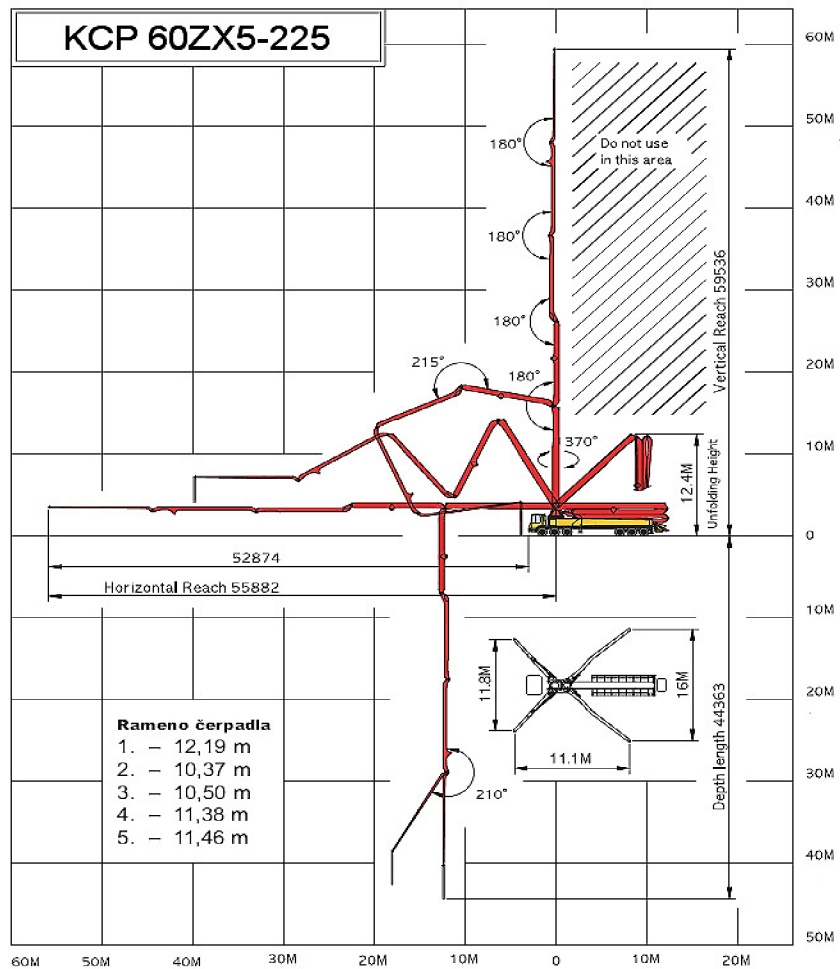 KCP 60ZX5-225
60M
50M
180°
Do not use
in this area
40M
180°
Vertical Reach 59536
30M
180°
20M
215°
180°
370°
12.4M
Unfolding Height
10M
0
52874
Horizontal Reach 55882
10M
11.8M
16M
20M
11.1M
Depth length 44363
Rameno čerpadla
1. – 12,19 m
2. – 10,37 m
3. – 10,50 m
4. – 11,38 m
5. – 11,46 m
30M
210°
40M
50M
60M 50M 40M 30M 20M 10M 0 10M 20M